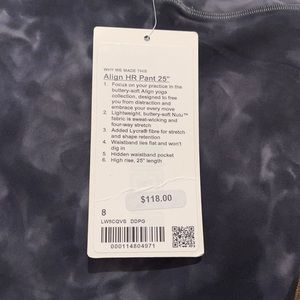 WHY WE MADE THIS
Align HR Pant 25"
1. Focus on your practice in the
buttery-soft Align yoga
collection, designed to free
you from distraction and
embrace your every move
2. Lightweight, buttery-soft Nulu™
fabric is sweat-wicking and
four-way stretch
3. Added Lycra® fibre for stretch
and shape retention
4. Waistband lies flat and won't
dig in
5. Hidden waistband pocket
6. High rise, 25" length
$118.00
8
LW5CQVS DDPG
000114804971